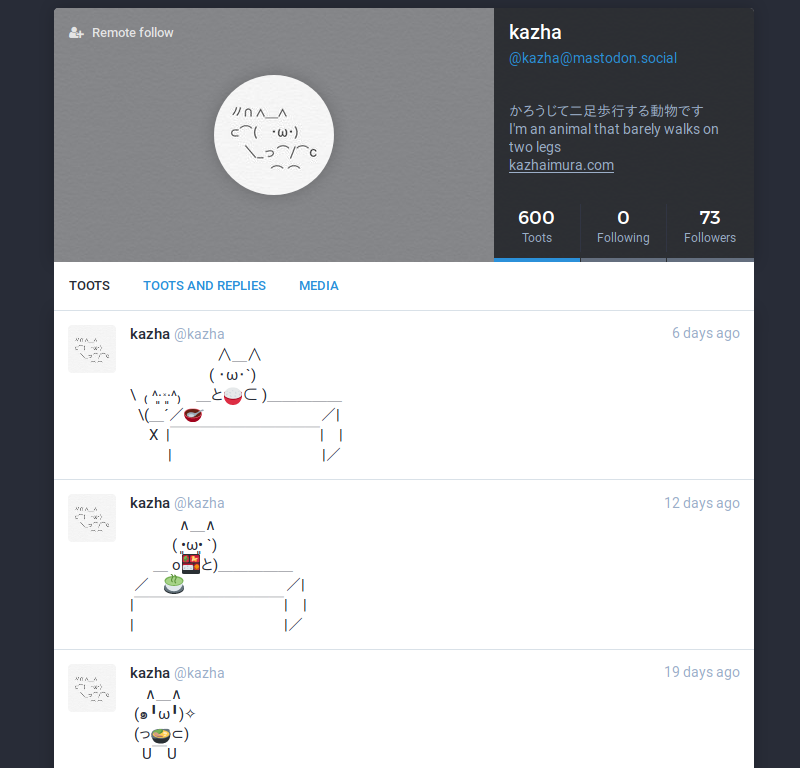 Remote follow
〃∩ ∧＿∧
⊂⌒(　･ω･)
＼_っ⌒/⌒c
⌒ ⌒
kazha
@kazha@mastodon.social
かろうじて二足歩行する動物です
I'm an animal that barely walks on
two legs
kazhaimura.com
600 0 73
Toots Following Followers
TOOTS TOOTS AND REPLIES MEDIA
kazha @kazha 6 days ago
∧＿∧
( ･ω･`)
＿と🍚⊂ )＿＿＿＿＿
kazha @kazha 12 days ago
∧＿∧
( •ω• `)
＿ o🍱と)＿＿＿＿＿
／ 🍵 ／|
| | |
| |／
kazha @kazha 19 days ago
∧＿∧
(๑╹ω╹)✧
(つ🍲⊂)
U U